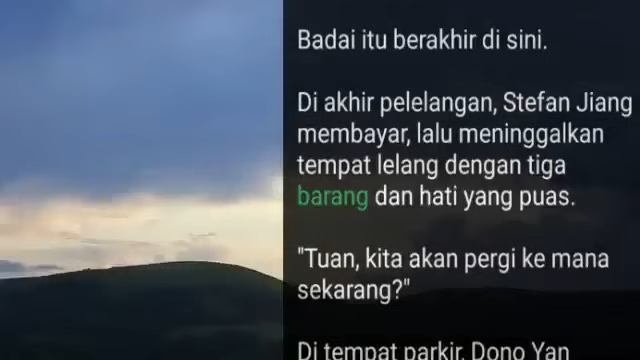 Badai itu berakhir di sini.
Di akhir pelelangan, Stefan Jiang
membayar, lalu meninggalkan
tempat lelang dengan tiga
barang dan hati yang puas.
"Tuan, kita akan pergi ke mana
sekarang?"
Di tempat parkir, Dono Yan